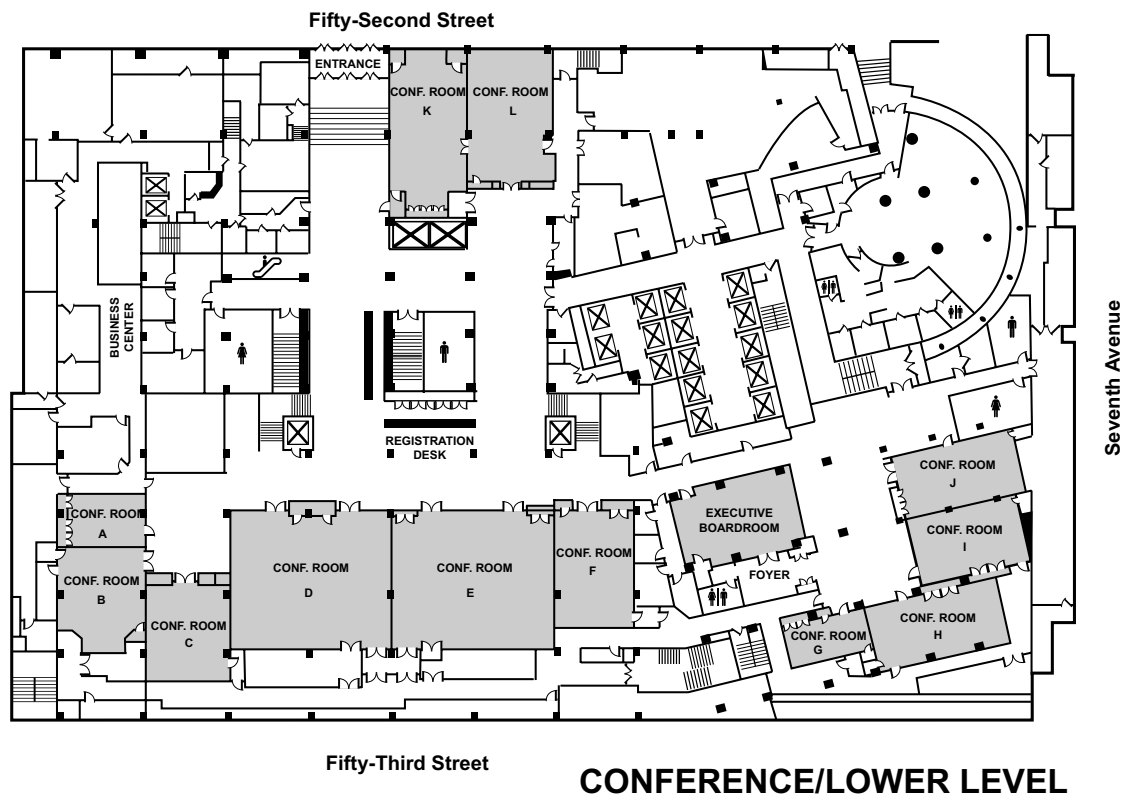 Fifty-Second Street
ENTRANCE
CONF. ROOM
K
CONF. ROOM
L
BUSINESS
CENTER
Seventh Avenue
REGISTRATION
DESK
CONF. ROOM
J
CONF. ROOM
A
EXECUTIVE
BOARDROOM
CONF. ROOM
I
CONF. ROOM
B
CONF. ROOM
D
CONF. ROOM
E
CONF. ROOM
F
FOYER
CONF. ROOM
C
CONF. ROOM
G
CONF. ROOM
H
Fifty-Third Street
CONFERENCE/LOWER LEVEL